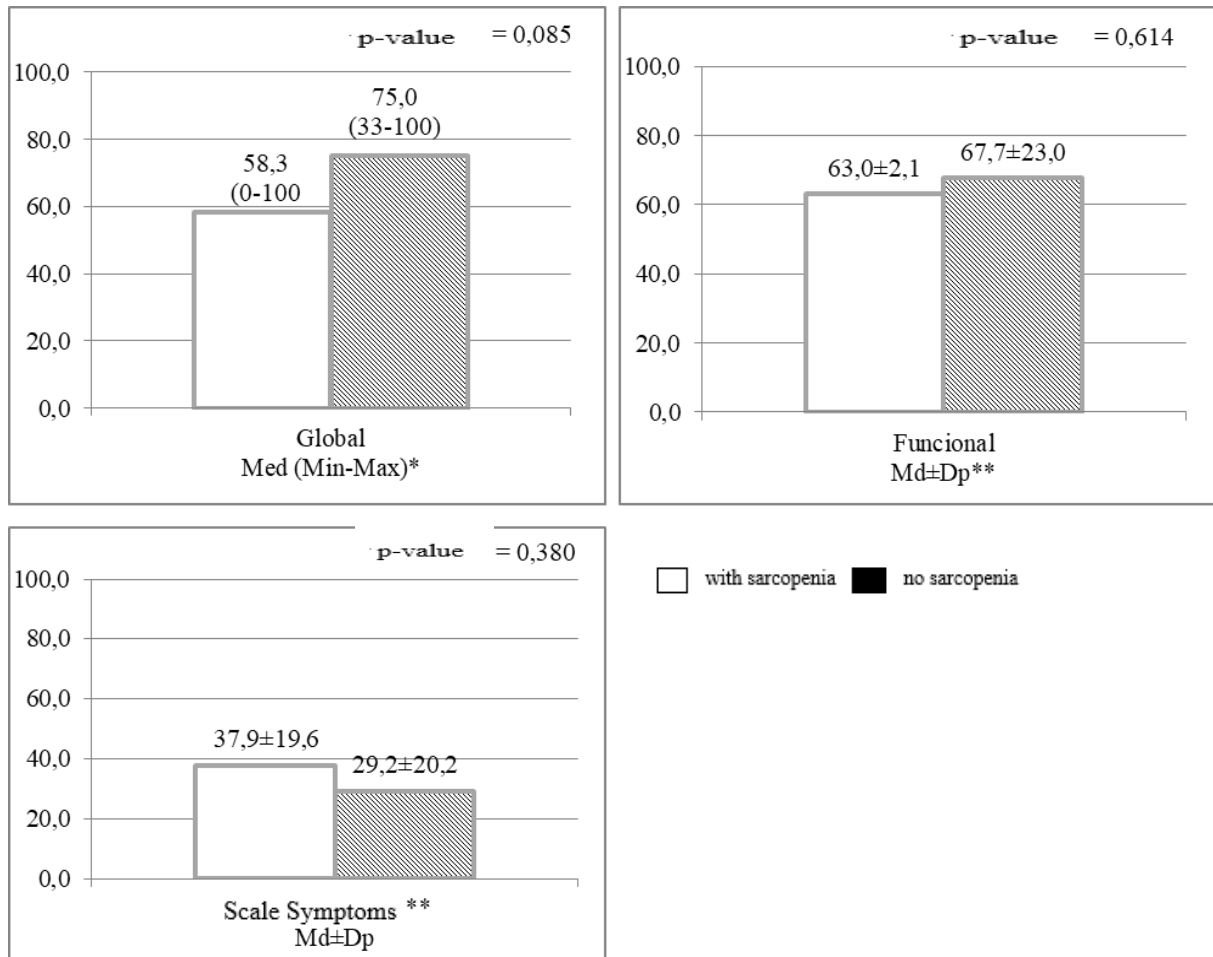 p-value = 0,085
100,0
80,0
60,0
40,0
20,0
0,0
58,3
(0-100
75,0
(33-100)
Global
Med (Min-Max)*
p-value = 0,614
100,0
80,0
60,0
40,0
20,0
0,0
63,0±2,1
67,7±23,0
Funcional
Md±Dp**
p-value = 0,380
100,0
80,0
60,0
40,0
20,0
0,0
37,9±19,6
29,2±20,2
Scale Symptoms **
Md±Dp
with sarcopenia
no sarcopenia